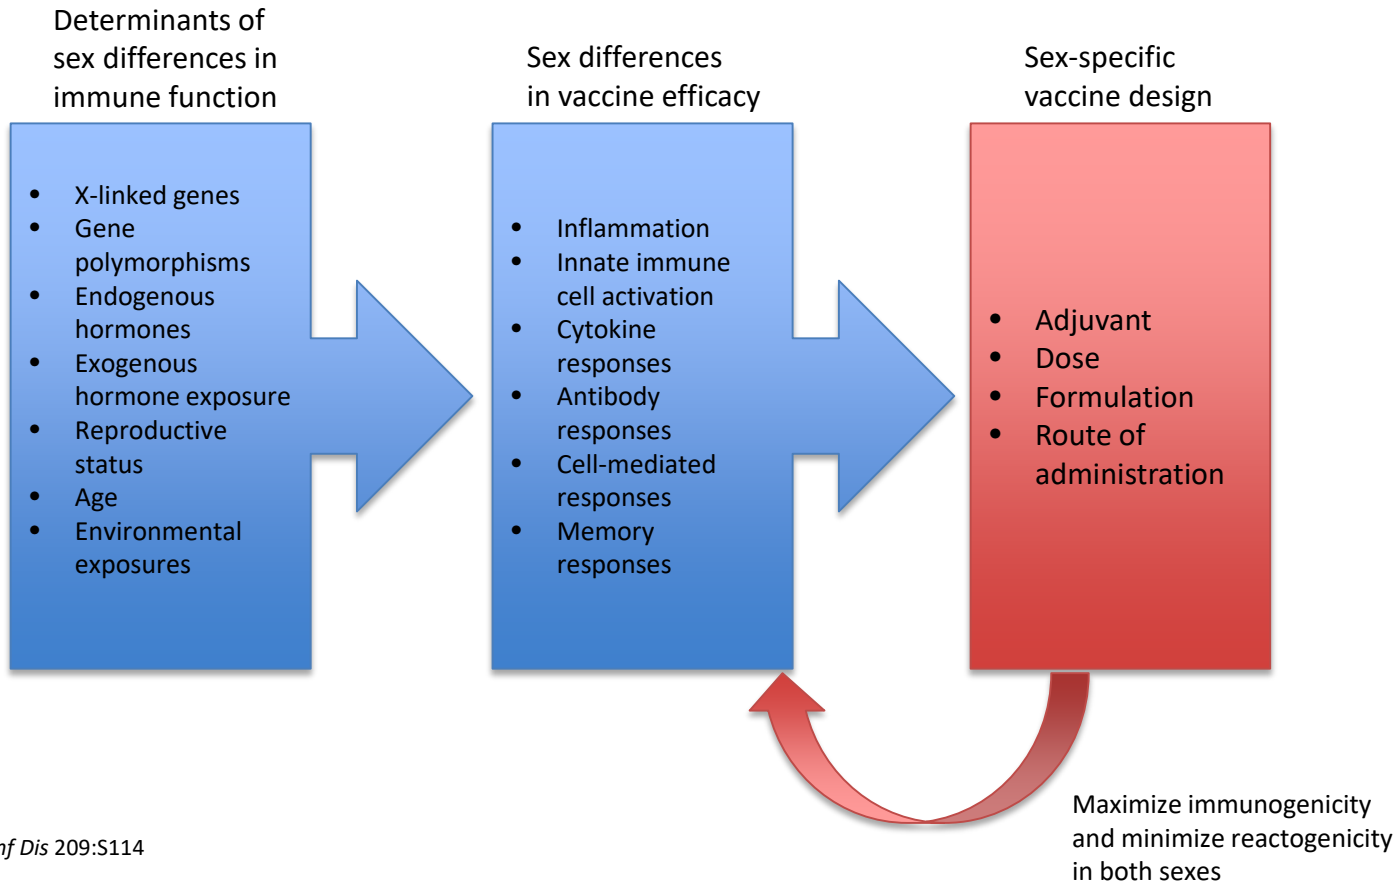 Determinants of
sex differences in
immune function
• X-linked genes
• Gene
polymorphisms
• Endogenous
hormones
• Exogenous
hormone exposure
• Reproductive
status
• Age
• Environmental
exposures
Sex differences
in vaccine efficacy
• Inflammation
• Innate immune
cell activation
• Cytokine
responses
• Antibody
responses
• Cell-mediated
responses
• Memory
responses
Sex-specific
vaccine design
• Adjuvant
• Dose
• Formulation
• Route of
administration
Maximize immunogenicity
and minimize reactogenicity
in both sexes
nf Dis 209:S114